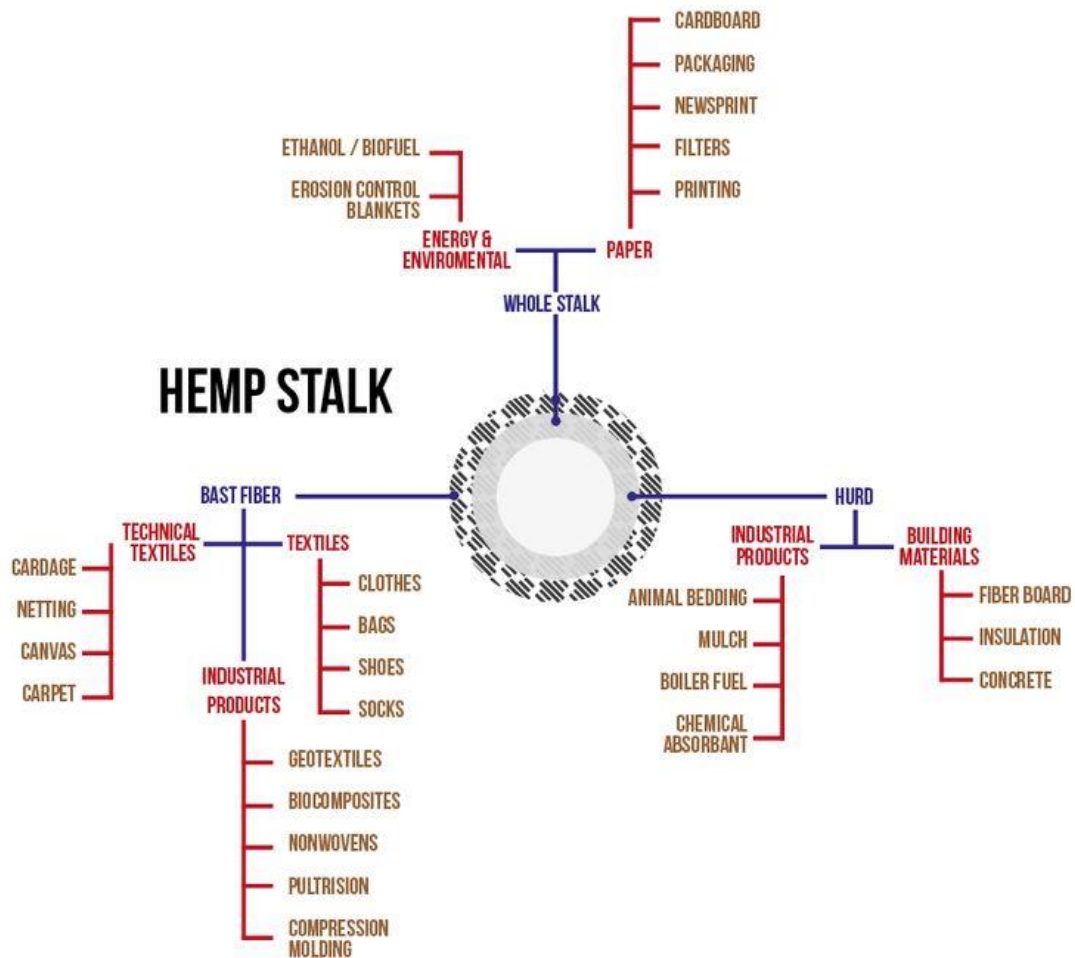 CARDBOARD
PACKAGING
NEWSPRINT
FILTERS
PRINTING
ETHANOL / BIOFUEL
EROSION CONTROL
BLANKETS
ENERGY &
ENVIROMENTAL
PAPER
WHOLE STALK
HEMP STALK
BAST FIBER
TECHNICAL
TEXTILES
CARDAGE
NETTING
CANVAS
CARPET
TEXTILES
CLOTHES
BAGS
SHOES
SOCKS
INDUSTRIAL
PRODUCTS
GEOTEXTILES
BIOCOMPOSITES
NONWOVENS
PULTRISION
COMPRESSION
MOLDING
HURD
INDUSTRIAL
PRODUCTS
ANIMAL BEDDING
MULCH
BOILER FUEL
CHEMICAL
ABSORBANT
BUILDING
MATERIALS
FIBER BOARD
INSULATION
CONCRETE